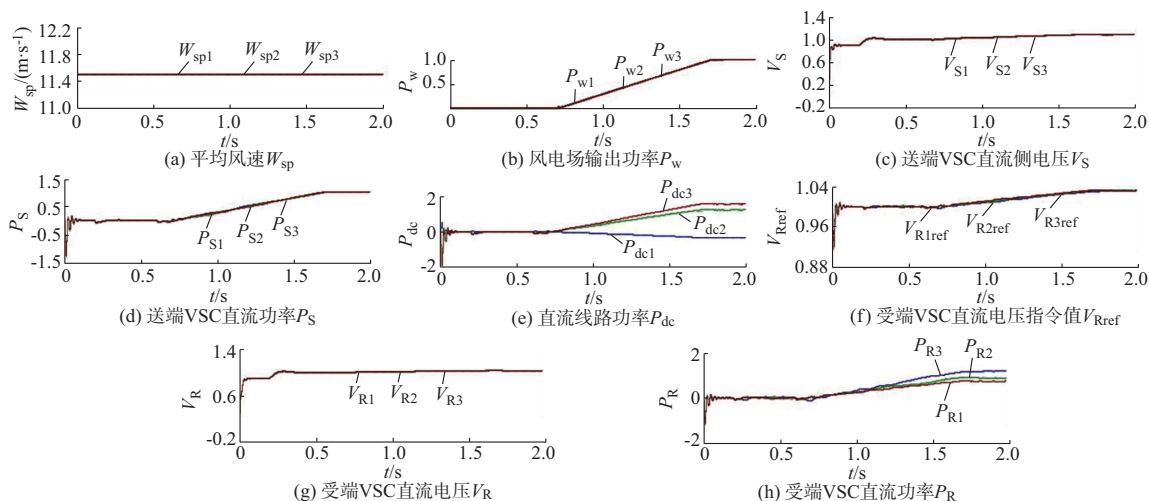 12.2
11.8
11.4
11.0
W_sp/(m·s⁻¹)
W_sp1
W_sp2
W_sp3
0
0.5
1.0
1.5
2.0
t/s
(a) 平均风速W_sp
1.0
0.5
P_w
P_w1
P_w2
P_w3
0
0.5
1.0
1.5
2.0
t/s
(b) 风电场输出功率P_w
1.4
1.0
0.6
0.2
-0.2
V_S
V_S1
V_S2
V_S3
0
0.5
1.0
1.5
2.0
t/s
(c) 送端VSC直流侧电压V_S
1.5
0.5
-0.5
-1.5
P_S
P_S1
P_S2
P_S3
0
0.5
1.0
1.5
2.0
t/s
(d) 送端VSC直流功率P_S
2
0
-2
P_dc
P_dc3
P_dc2
P_dc1
0
0.5
1.0
1.5
2.0
t/s
(e) 直流线路功率P_dc
1.04
0.96
0.88
V_Rref
V_R1ref
V_R2ref
V_R3ref
0
0.5
1.0
1.5
2.0
t/s
(f) 受端VSC直流电压指令值V_Rref
1.4
0.6
-0.2
V_R
V_R1
V_R2
V_R3
0
0.5
1.0
1.5
2.0
t/s
(g) 受端VSC直流电压V_R
2
0
-2
P_R
P_R3
P_R2
P_R1
0
0.5
1.0
1.5
2.0
t/s
(h) 受端VSC直流功率P_R